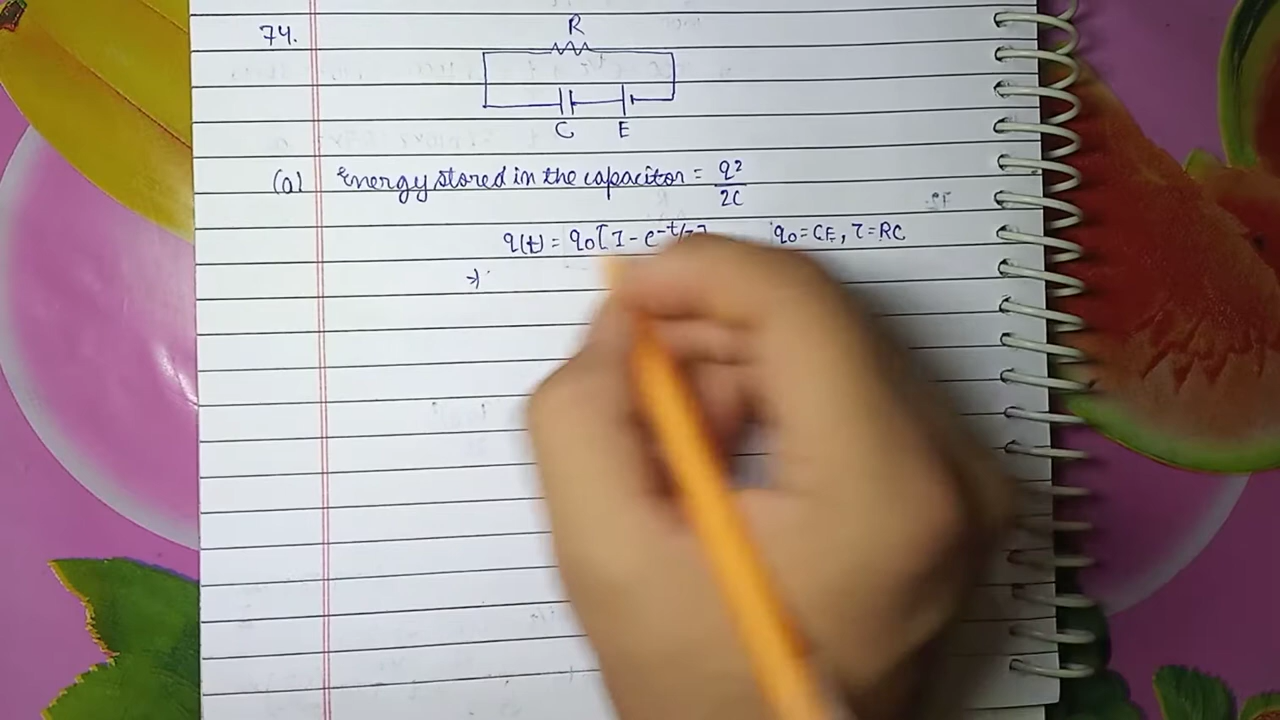 74.
R
C E
(a) Energy stored in the capacitor = q²/2C
q(t) = q₀[1 - e^-t/τ] q₀ = CE, τ = RC
⇒